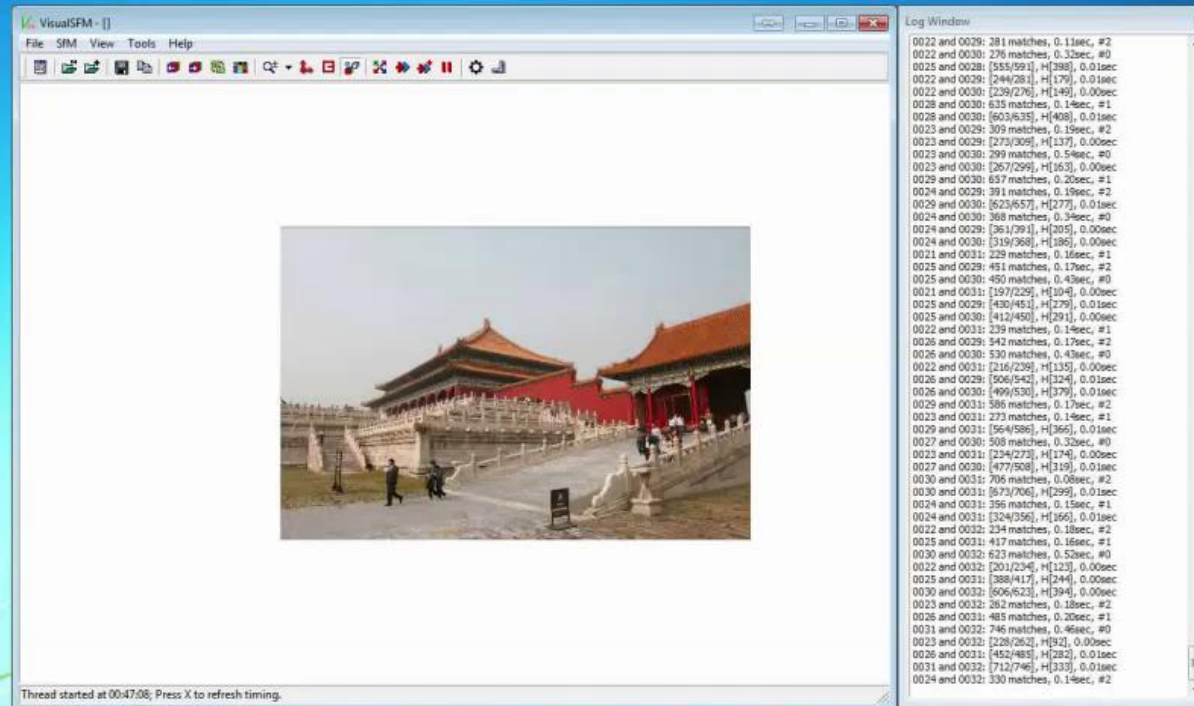 VisualSFM - []
File SfM View Tools Help
Thread started at 00:47:08; Press X to refresh timing.
Log Window
0022 and 0029: 281 matches, 0.11sec, #2
0022 and 0030: 276 matches, 0.32sec, #0
0025 and 0028: [555/591], H[398], 0.01sec
0022 and 0029: [244/281], H[179], 0.01sec
0022 and 0030: [239/276], H[149], 0.00sec
0028 and 0030: 635 matches, 0.14sec, #1
0028 and 0030: [603/635], H[408], 0.01sec
0023 and 0029: 309 matches, 0.19sec, #2
0023 and 0029: [273/309], H[137], 0.00sec
0023 and 0030: 299 matches, 0.54sec, #0
0023 and 0030: [267/299], H[163], 0.00sec
0029 and 0030: 657 matches, 0.20sec, #1
0024 and 0029: 391 matches, 0.19sec, #2
0029 and 0030: [623/657], H[277], 0.01sec
0024 and 0030: 368 matches, 0.34sec, #0
0024 and 0029: [361/391], H[205], 0.00sec
0024 and 0030: [319/368], H[186], 0.00sec
0021 and 0031: 229 matches, 0.16sec, #1
0025 and 0029: 451 matches, 0.17sec, #2
0025 and 0030: 450 matches, 0.43sec, #0
0021 and 0031: [197/229], H[104], 0.00sec
0025 and 0029: [430/451], H[279], 0.01sec
0025 and 0030: [412/450], H[291], 0.00sec
0022 and 0031: 239 matches, 0.14sec, #1
0026 and 0029: 542 matches, 0.17sec, #2
0026 and 0030: 530 matches, 0.43sec, #0
0022 and 0031: [216/239], H[135], 0.00sec
0026 and 0029: [506/542], H[324], 0.01sec
0026 and 0030: [499/530], H[379], 0.01sec
0029 and 0031: 586 matches, 0.17sec, #2
0023 and 0031: 273 matches, 0.14sec, #1
0029 and 0031: [564/586], H[366], 0.01sec
0027 and 0030: 508 matches, 0.32sec, #0
0023 and 0031: [234/273], H[174], 0.00sec
0027 and 0030: [477/508], H[319], 0.01sec
0030 and 0031: 706 matches, 0.08sec, #2
0030 and 0031: [673/706], H[299], 0.01sec
0024 and 0031: 356 matches, 0.15sec, #1
0024 and 0031: [324/356], H[166], 0.01sec
0022 and 0032: 234 matches, 0.18sec, #2
0025 and 0031: 417 matches, 0.16sec, #1
0030 and 0032: 623 matches, 0.52sec, #0
0022 and 0032: [201/234], H[123], 0.00sec
0025 and 0031: [388/417], H[244], 0.00sec
0030 and 0032: [606/623], H[394], 0.00sec
0023 and 0032: 262 matches, 0.18sec, #2
0026 and 0031: 485 matches, 0.20sec, #1
0031 and 0032: 746 matches, 0.46sec, #0
0023 and 0032: [228/262], H[92], 0.00sec
0026 and 0031: [452/485], H[282], 0.01sec
0031 and 0032: [712/746], H[333], 0.01sec
0024 and 0032: 330 matches, 0.14sec, #2